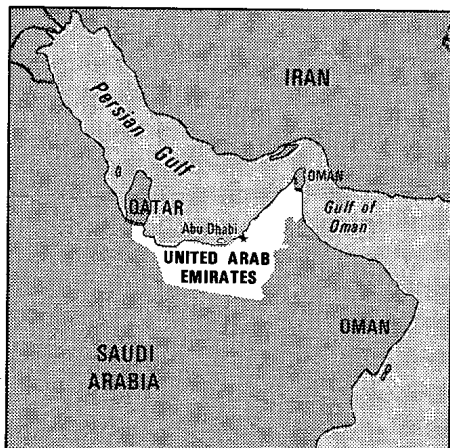 IRAN
Persian Gulf
OMAN
QATAR
Gulf of
Oman
Abu Dhabi
UNITED ARAB
EMIRATES
OMAN
SAUDI
ARABIA